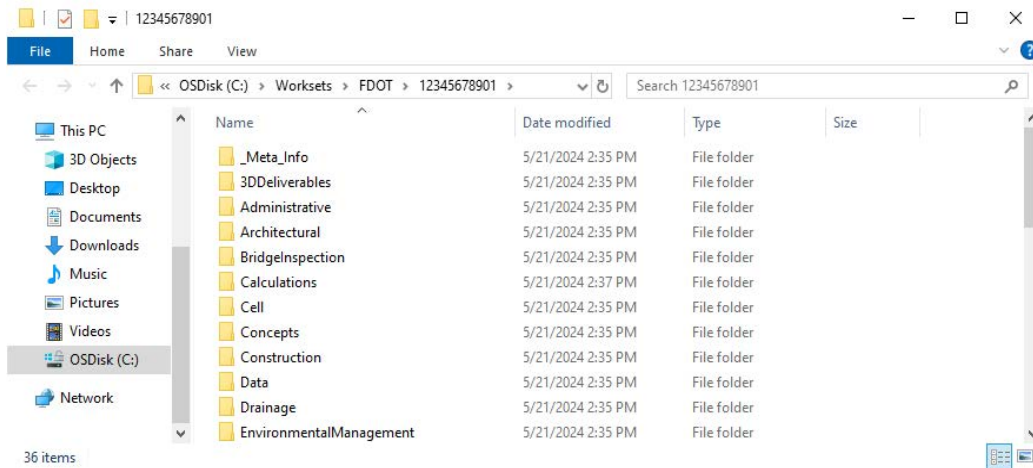 12345678901
File Home Share View
« OSDisk (C:) > Worksets > FDOT > 12345678901 > Search 12345678901
Name Date modified Type Size
This PC
3D Objects
Desktop
Documents
Downloads
Music
Pictures
Videos
OSDisk (C:)
Network
_Meta_Info 5/21/2024 2:35 PM File folder
3DDeliverables 5/21/2024 2:35 PM File folder
Administrative 5/21/2024 2:35 PM File folder
Architectural 5/21/2024 2:35 PM File folder
BridgeInspection 5/21/2024 2:35 PM File folder
Calculations 5/21/2024 2:37 PM File folder
Cell 5/21/2024 2:35 PM File folder
Concepts 5/21/2024 2:35 PM File folder
Construction 5/21/2024 2:35 PM File folder
Data 5/21/2024 2:35 PM File folder
Drainage 5/21/2024 2:35 PM File folder
EnvironmentalManagement 5/21/2024 2:35 PM File folder
36 items